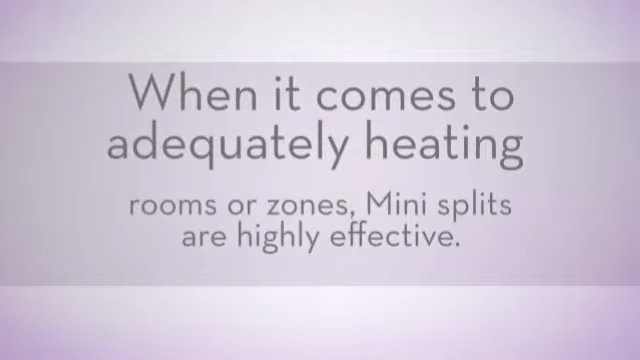 When it comes to
adequately heating
rooms or zones, Mini splits
are highly effective.